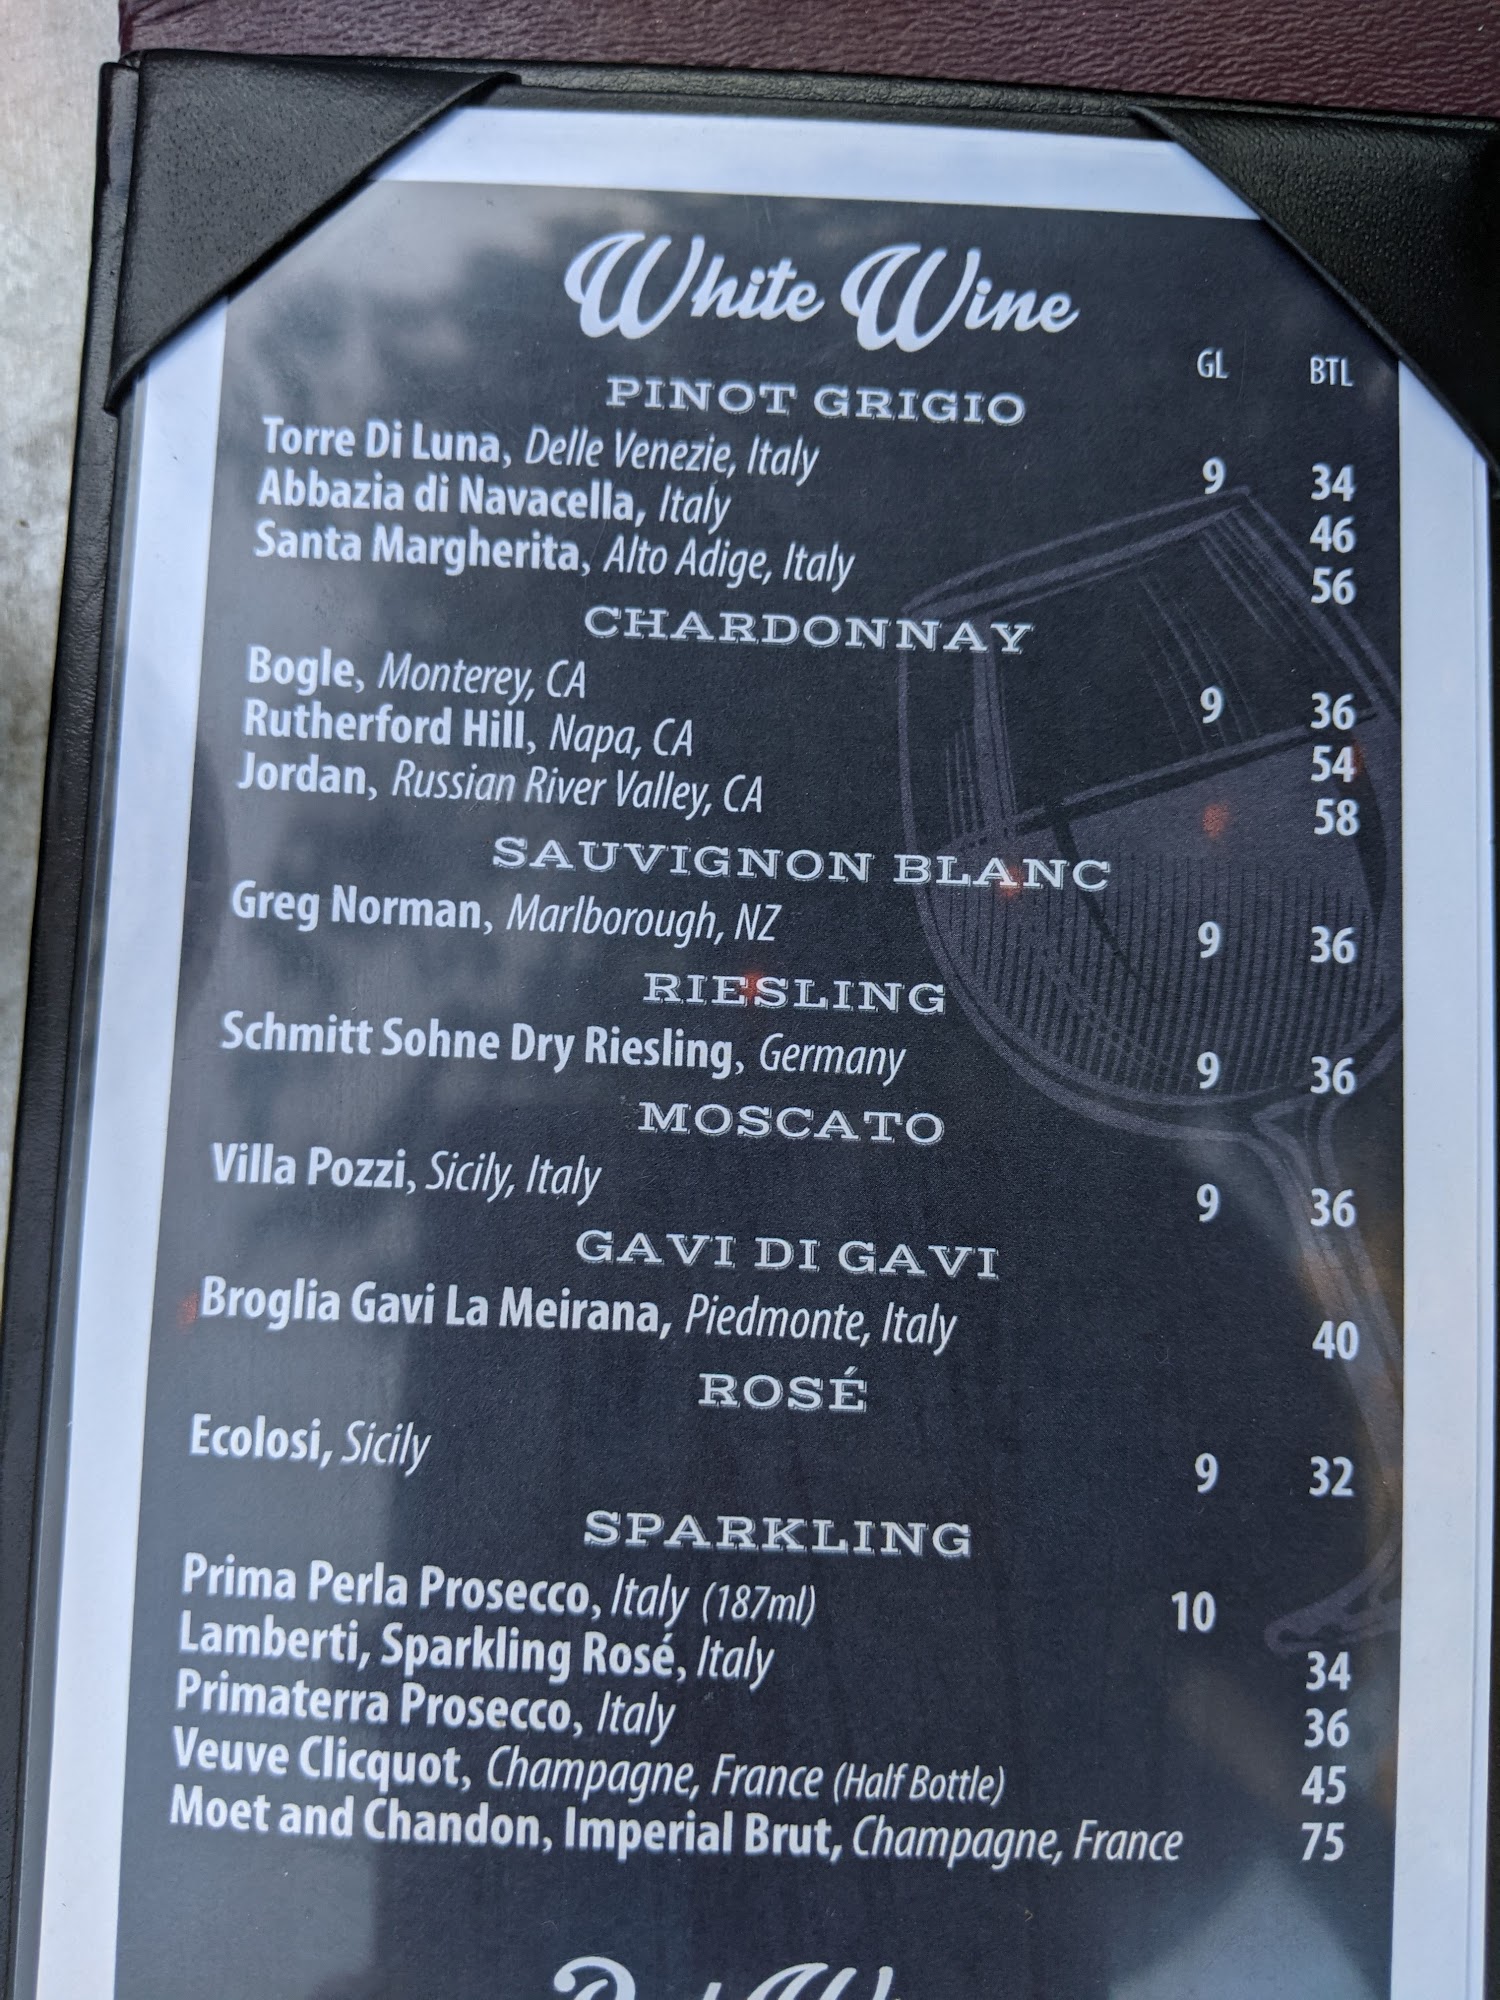 White Wine
GL BTL
PINOT GRIGIO
Torre Di Luna, Delle Venezie, Italy 9 34
Abbazia di Navacella, Italy 46
Santa Margherita, Alto Adige, Italy 56
CHARDONNAY
Bogle, Monterey, CA 9 36
Rutherford Hill, Napa, CA 54
Jordan, Russian River Valley, CA 58
SAUVIGNON BLANC
Greg Norman, Marlborough, NZ 9 36
RIESLING
Schmitt Sohne Dry Riesling, Germany 9 36
MOSCATO
Villa Pozzi, Sicily, Italy 9 36
GAVI DI GAVI
Broglia Gavi La Meirana, Piedmonte, Italy 40
ROSÉ
Ecolosi, Sicily 9 32
SPARKLING
Prima Perla Prosecco, Italy (187ml) 10
Lamberti, Sparkling Rosé, Italy 34
Primaterra Prosecco, Italy 36
Veuve Clicquot, Champagne, France (Half Bottle) 45
Moet and Chandon, Imperial Brut, Champagne, France 75